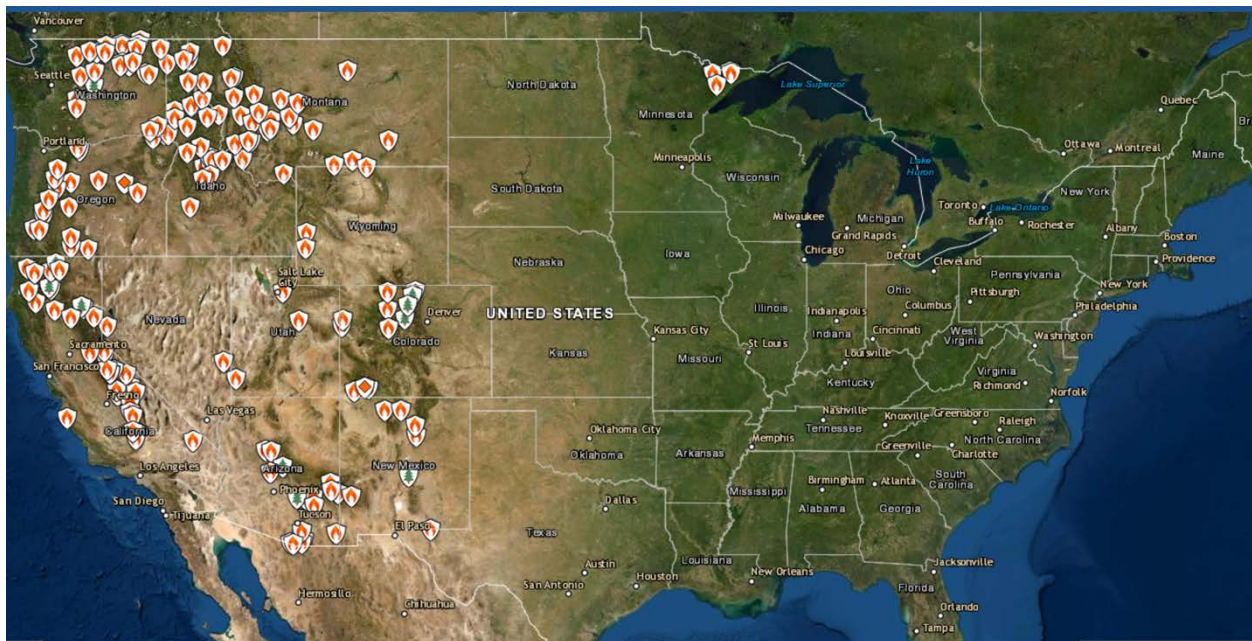 Vancouver
Seattle
Washington
Portland
Oregon
Idaho
Montana
North Dakota
Minnesota
Lake Superior
Quebec
Ottawa
Montreal
Maine
Br
Minneapolis
South Dakota
Wisconsin
Lake
Huron
Toronto
Lake Ontario
New York
Wyoming
Milwaukee
Michigan
Grand Rapids
Buffalo
Rochester
Albany
Boston
Providence
Chicago
Detroit
Cleveland
Iowa
Nebraska
Salt Lake
City
Nevada
Utah
Denver
Colorado
UNITED STATES
Illinois
Indianapolis
Indiana
Ohio
Columbus
Cincinnati
Pennsylvania
Pittsburgh
New York
Philadelphia
Sacramento
San Francisco
Fresno
California
Las Vegas
Kansas
Kansas City
Missouri
St Louis
Louisville
Kentucky
West
Virginia
Washington
Virginia
Richmond
Norfolk
Los Angeles
San Diego
Tijuana
Arizona
Phoenix
Tucson
New Mexico
El Paso
Oklahoma City
Oklahoma
Arkansas
Memphis
Nashville
Tennessee
Knoxville
Greensboro
Raleigh
Greenville
North Carolina
Charlotte
South
Carolina
Dallas
Texas
Mississippi
Birmingham
Alabama
Atlanta
Georgia
Hermosillo
Chihuahua
Austin
San Antonio
Houston
Louisiana
New Orleans
Jacksonville
Florida
Orlando
Tampa